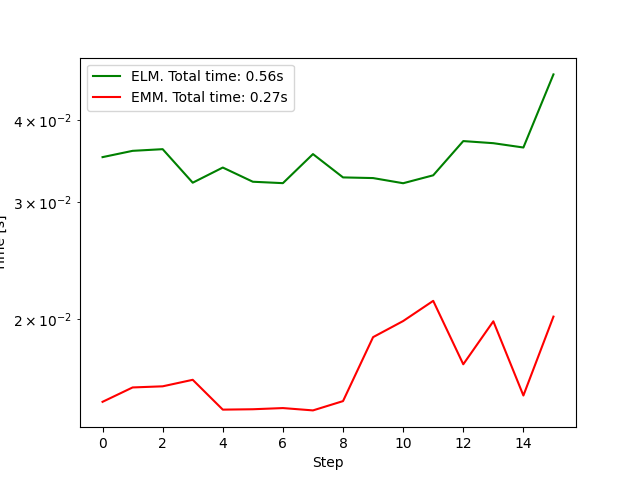 ELM. Total time: 0.56s
EMM. Total time: 0.27s
4 × 10⁻²
3 × 10⁻²
2 × 10⁻²
0 2 4 6 8 10 12 14
Step